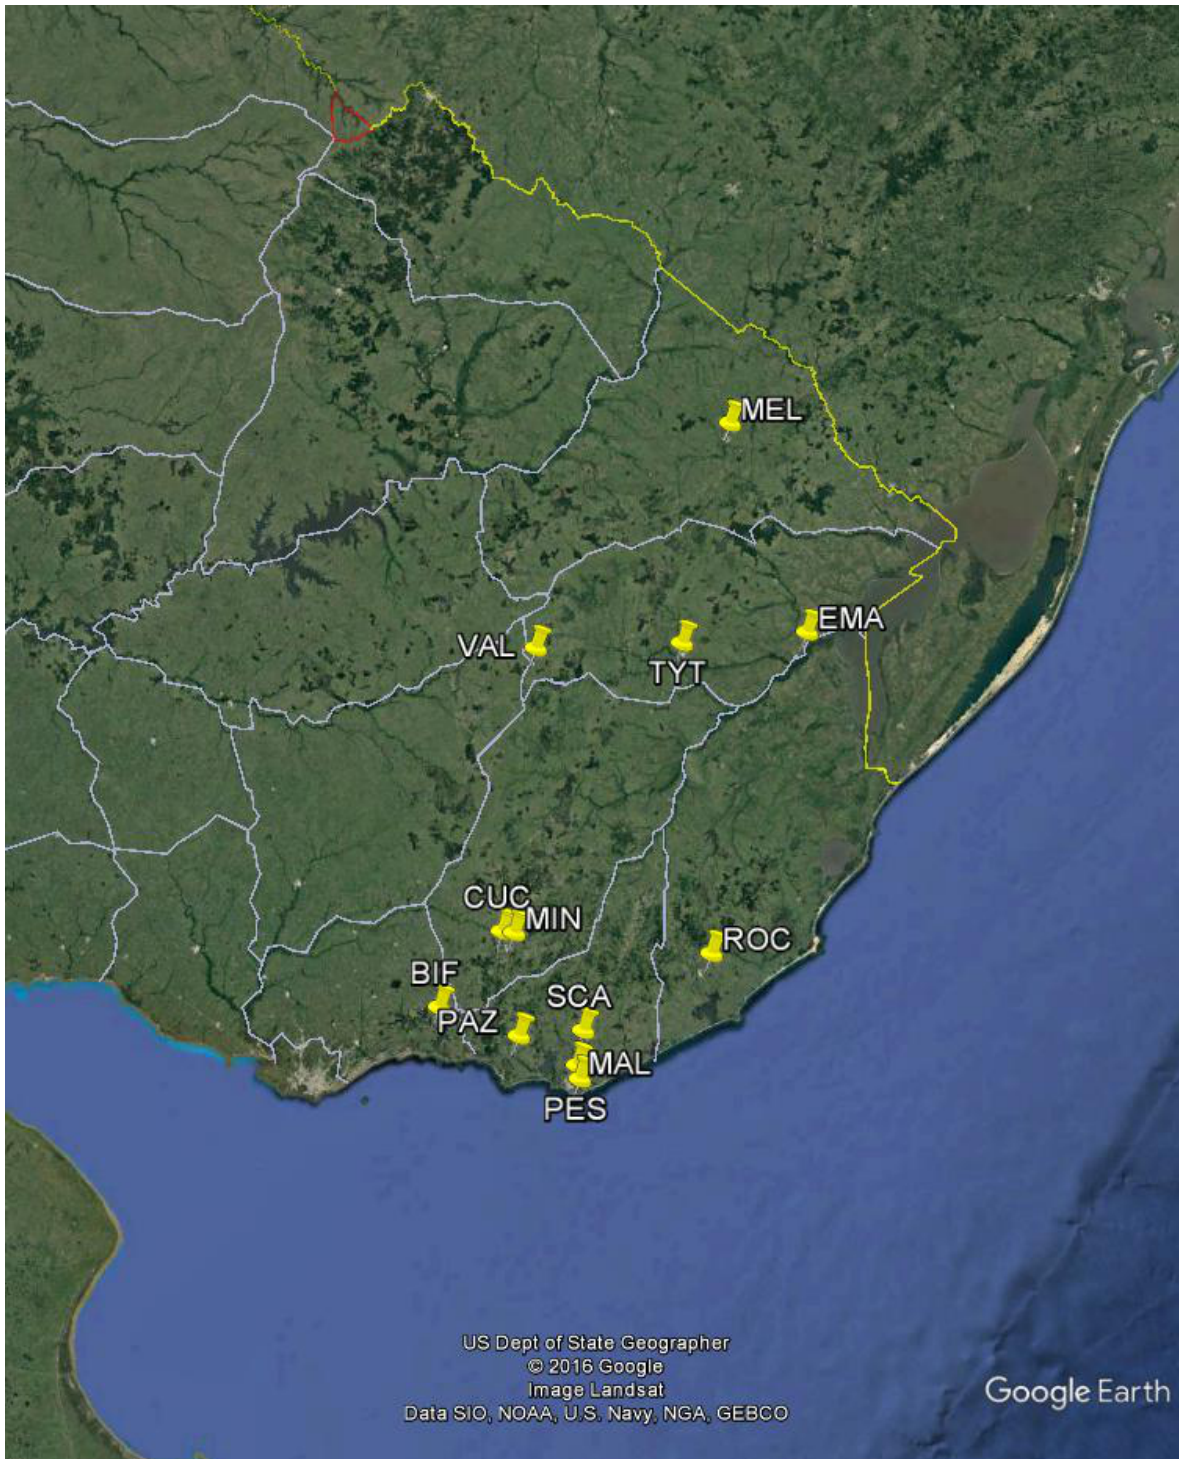 MEL
EMA
VAL
TYT
CUC
MIN
ROC
BIF
SCA
PAZ
MAL
PES
US Dept of State Geographer
© 2016 Google
Image Landsat
Data SIO, NOAA, U.S. Navy, NGA, GEBCO
Google Earth